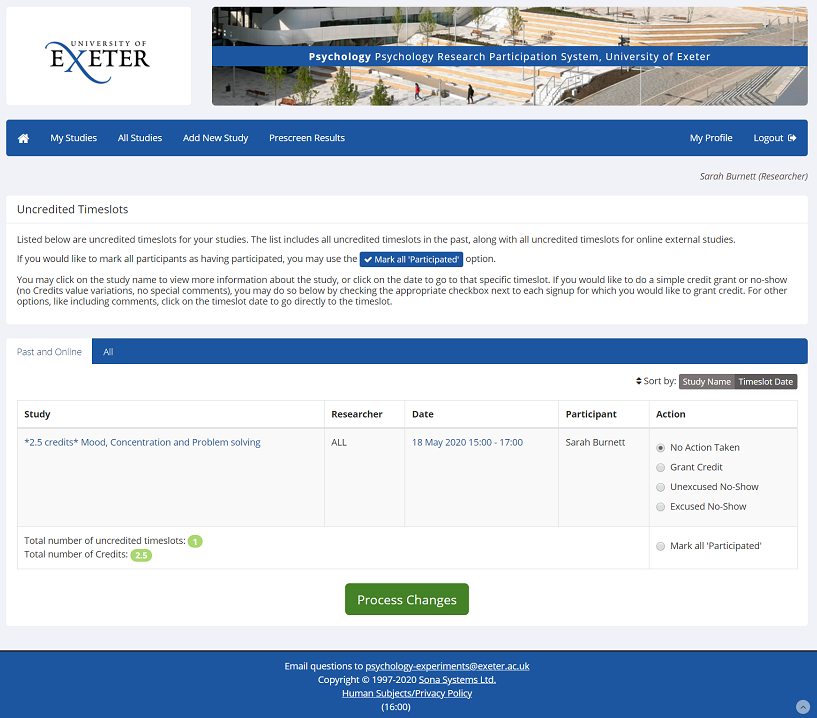 UNIVERSITY OF
EXETER
Psychology Psychology Research Participation System, University of Exeter
My Studies All Studies Add New Study Prescreen Results My Profile Logout
Sarah Burnett (Researcher)
Uncredited Timeslots
Listed below are uncredited timeslots for your studies. The list includes all uncredited timeslots in the past, along with all uncredited timeslots for online external studies.
If you would like to mark all participants as having participated, you may use the Mark all 'Participated' option.
You may click on the study name to view more information about the study, or click on the date to go to that specific timeslot. If you would like to do a simple credit grant or no-show
(no Credits value variations, no special comments), you may do so below by checking the appropriate checkbox next to each signup for which you would like to grant credit. For other
options, like including comments, click on the timeslot date to go directly to the timeslot.
Past and Online All
Sort by: Study Name Timeslot Date
Study Researcher Date Participant Action
*2.5 credits* Mood, Concentration and Problem solving ALL 18 May 2020 15:00 - 17:00 Sarah Burnett No Action Taken
Grant Credit
Unexcused No-Show
Excused No-Show
Total number of uncredited timeslots: 1
Total number of Credits: 2.5
Mark all 'Participated'
Process Changes
Email questions to psychology-experiments@exeter.ac.uk
Copyright © 1997-2020 Sona Systems Ltd.
Human Subjects/Privacy Policy
(16:00)